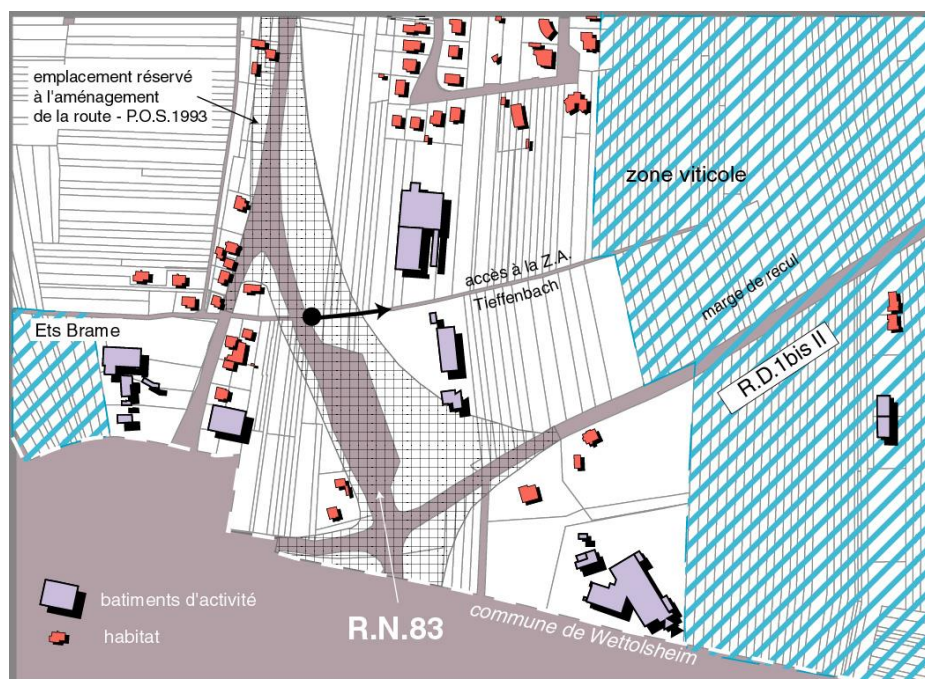 emplacement réservé
à l'aménagement
de la route - P.O.S.1993
zone viticole
accès à la Z.A.
Tieffenbach
marge de recul
Ets Brame
R.D.1bis II
batiments d'activité
habitat
R.N.83
commune de Wettolsheim